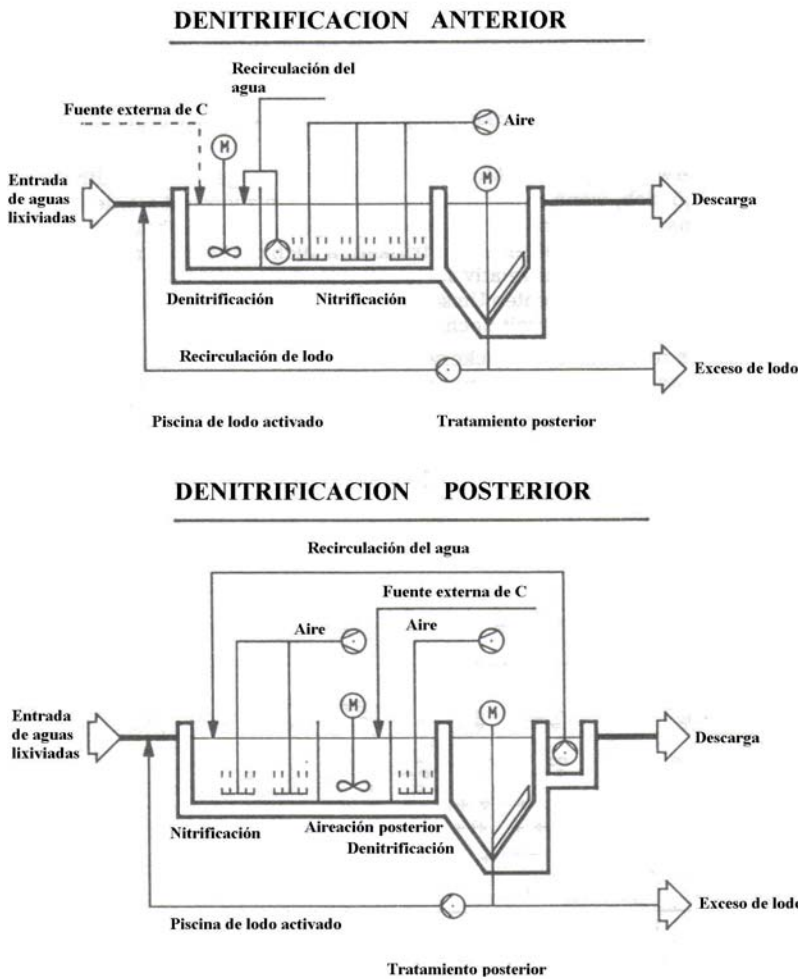 DENITRIFICACION ANTERIOR
Recirculación del
agua
Fuente externa de C
M
Aire
M
Entrada
de aguas
lixiviadas
Descarga
Denitrificación
Nitrificación
Recirculación de lodo
Exceso de lodo
Piscina de lodo activado
Tratamiento posterior
DENITRIFICACION POSTERIOR
Recirculación del agua
Fuente externa de C
Aire
Aire
M
M
Entrada
de aguas
lixiviadas
Descarga
Nitrificación
Aireación posterior
Denitrificación
Exceso de lodo
Piscina de lodo activado
Tratamiento posterior